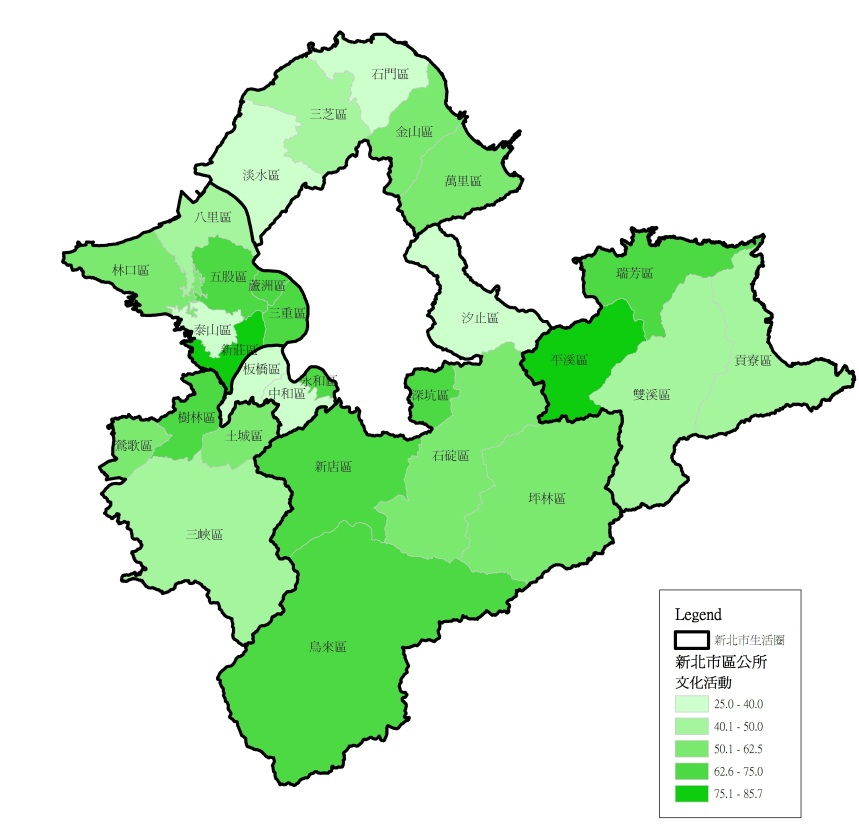 石門區
三芝區
金山區
淡水區
萬里區
八里區
林口區
五股區
蘆洲區
瑞芳區
三重區
汐止區
泰山區
新莊區
平溪區
貢寮區
板橋區
永和區
中和區
深坑區
雙溪區
樹林區
土城區
鶯歌區
石碇區
新店區
坪林區
三峽區
烏來區
Legend
新北市生活圈
新北市區公所
文化活動
25.0 - 40.0
40.1 - 50.0
50.1 - 62.5
62.6 - 75.0
75.1 - 85.7